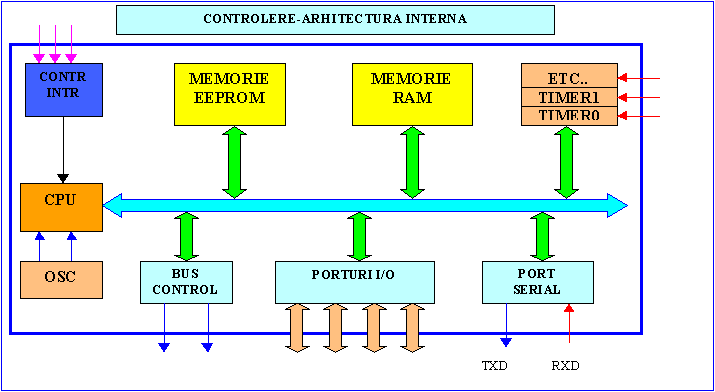 CONTROLERE-ARHITECTURA INTERNA
CONTR
INTR
MEMORIE
EEPROM
MEMORIE
RAM
ETC..
TIMER1
TIMER0
CPU
OSC
BUS
CONTROL
PORTURI I/O
PORT
SERIAL
TXD
RXD